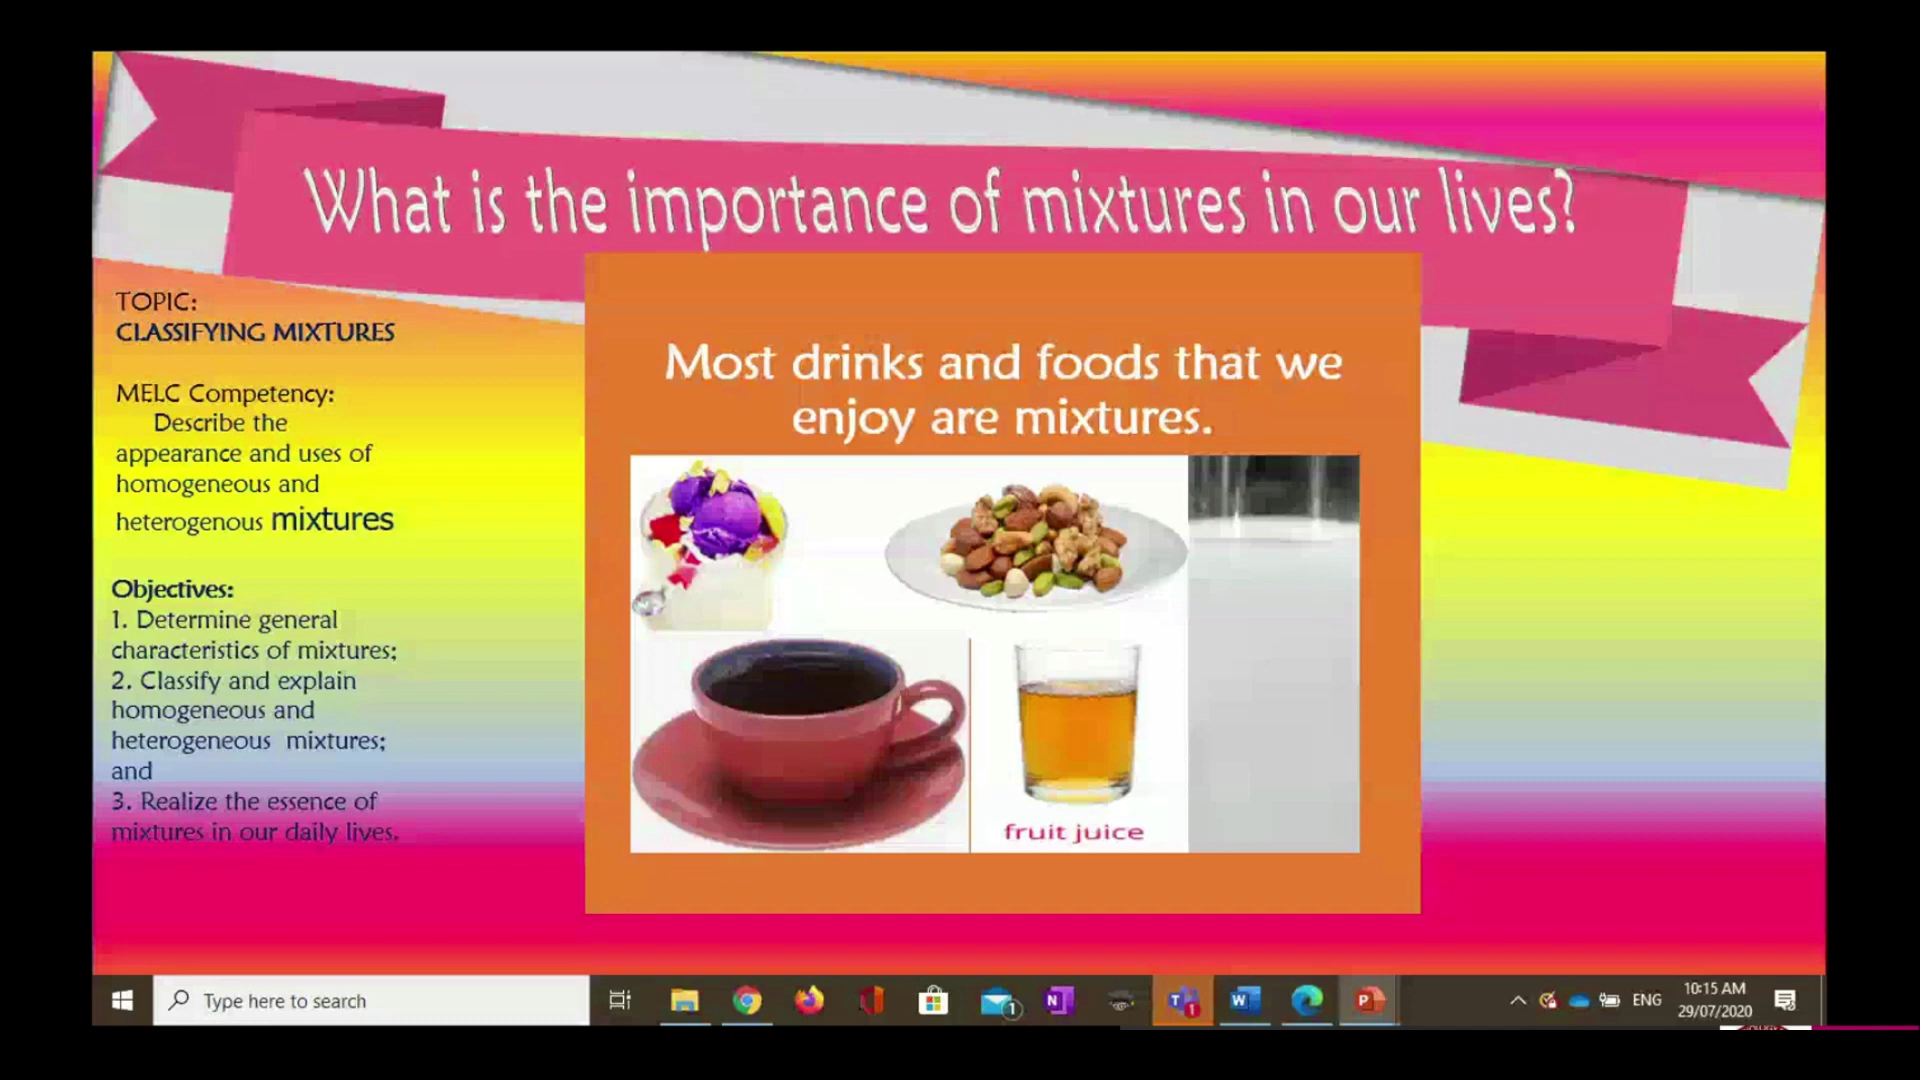 What is the importance of mixtures in our lives?
TOPIC:
CLASSIFYING MIXTURES
MELC Competency:
Describe the
appearance and uses of
homogeneous and
heterogenous mixtures
Objectives:
1. Determine general
characteristics of mixtures;
2. Classify and explain
homogeneous and
heterogeneous mixtures;
and
3. Realize the essence of
mixtures in our daily lives.
Most drinks and foods that we
enjoy are mixtures.
fruit juice
Type here to search
1
N
T
1
W
P
ENG
10:15 AM
29/07/2020